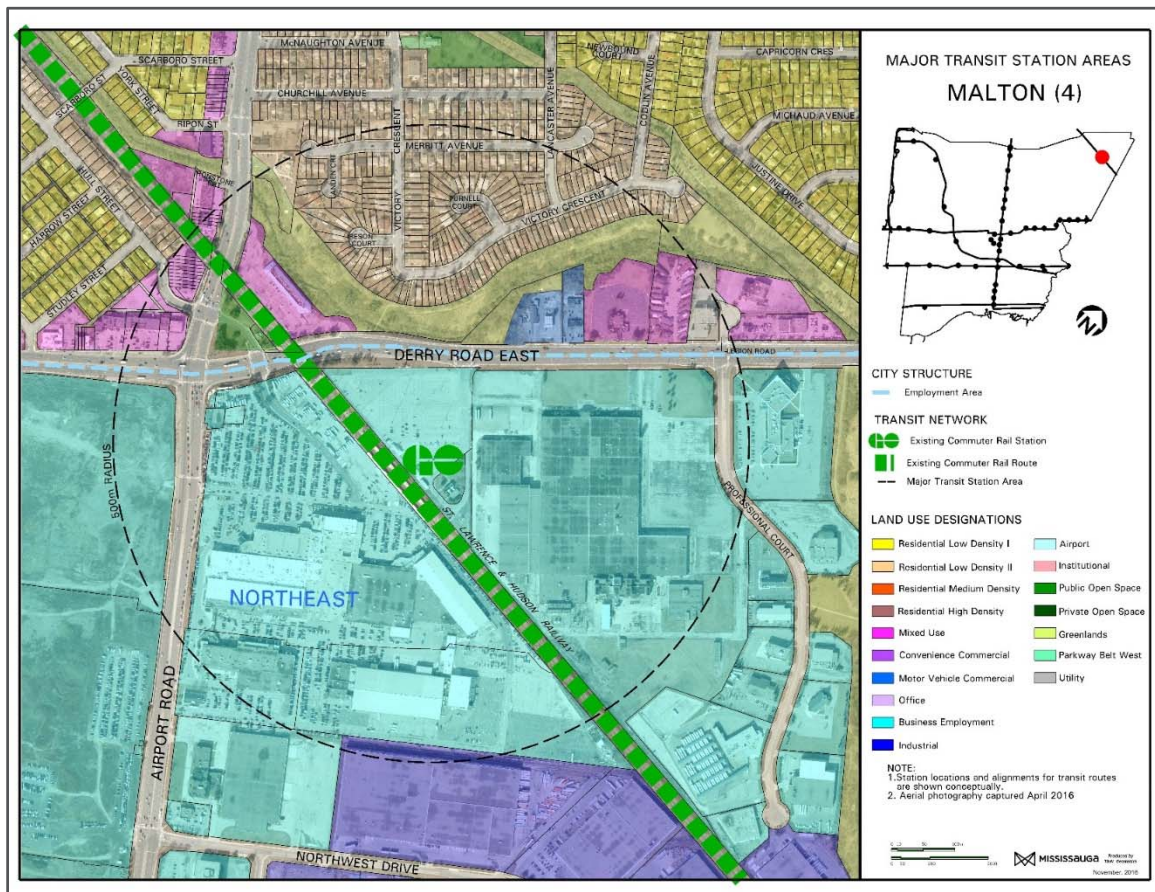 McNAUGHTON AVENUE
SCARBORO STREET
NEWBOUND
COURT
CAPRICORN CRES
YORK STREET
SCARBORO ST
CHURCHILL AVENUE
LANCASTER AVENUE
CODLIN AVENUE
RIPON ST
CRESCENT
MERRITT AVENUE
MICHAUD AVENUE
HULL STREET
VICTORY
PURNELL
COURT
VICTORY CRESCENT
JUSTINE DRIVE
HARROW STREET
COURT
STUDLEY STREET
DERRY ROAD EAST
600m RADIUS
GO
ST. LAWRENCE & HUDSON RAILWAY
PROFESSIONAL COURT
NORTHEAST
AIRPORT ROAD
NORTHWEST DRIVE
MAJOR TRANSIT STATION AREAS
MALTON (4)
N
CITY STRUCTURE
Employment Area
TRANSIT NETWORK
GO Existing Commuter Rail Station
Existing Commuter Rail Route
Major Transit Station Area
LAND USE DESIGNATIONS
Residential Low Density I
Residential Low Density II
Residential Medium Density
Residential High Density
Mixed Use
Convenience Commercial
Motor Vehicle Commercial
Office
Business Employment
Industrial
Airport
Institutional
Public Open Space
Private Open Space
Greenlands
Parkway Belt West
Utility
NOTE:
1.Station locations and alignments for transit routes
are shown conceptually.
2. Aerial photography captured April 2016
MISSISSAUGA
Produced by
November, 2016